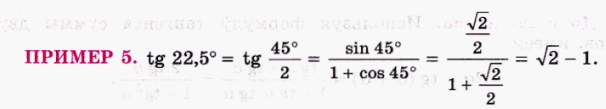 ПРИМЕР 5. tg 22,5° = tg 45°/2 = sin 45°/(1 + cos 45°) = (√2/2)/(1 + √2/2) = √2 − 1.